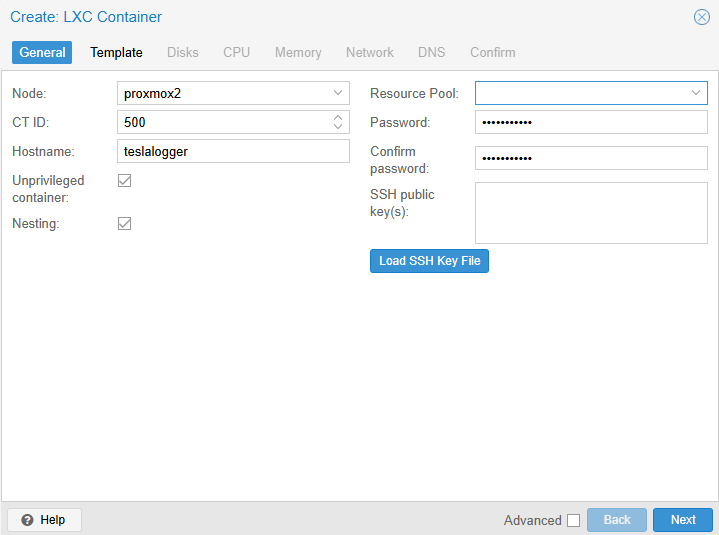 Create: LXC Container
General Template Disks CPU Memory Network DNS Confirm
Node: proxmox2
CT ID: 500
Hostname: teslalogger
Unprivileged
container:
Nesting:
Resource Pool:
Password: •••••••••••
Confirm
password: •••••••••••
SSH public
key(s):
Load SSH Key File
Help Advanced Back Next